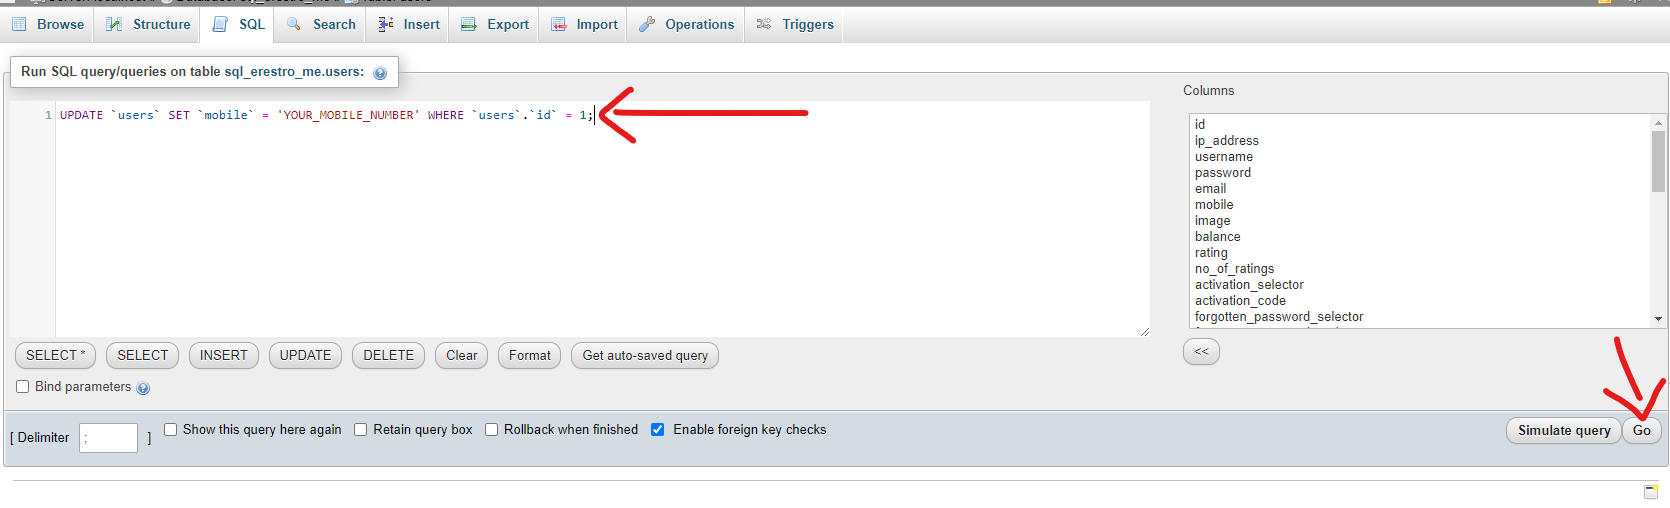 Browse Structure SQL Search Insert Export Import Operations Triggers
Run SQL query/queries on table sql_erestro_me.users:
Columns
1 UPDATE `users` SET `mobile` = 'YOUR_MOBILE_NUMBER' WHERE `users`.`id` = 1;
id
ip_address
username
password
email
mobile
image
balance
rating
no_of_ratings
activation_selector
activation_code
forgotten_password_selector
SELECT * SELECT INSERT UPDATE DELETE Clear Format Get auto-saved query
<<
Bind parameters
[ Delimiter ; ] Show this query here again Retain query box Rollback when finished Enable foreign key checks
Simulate query Go